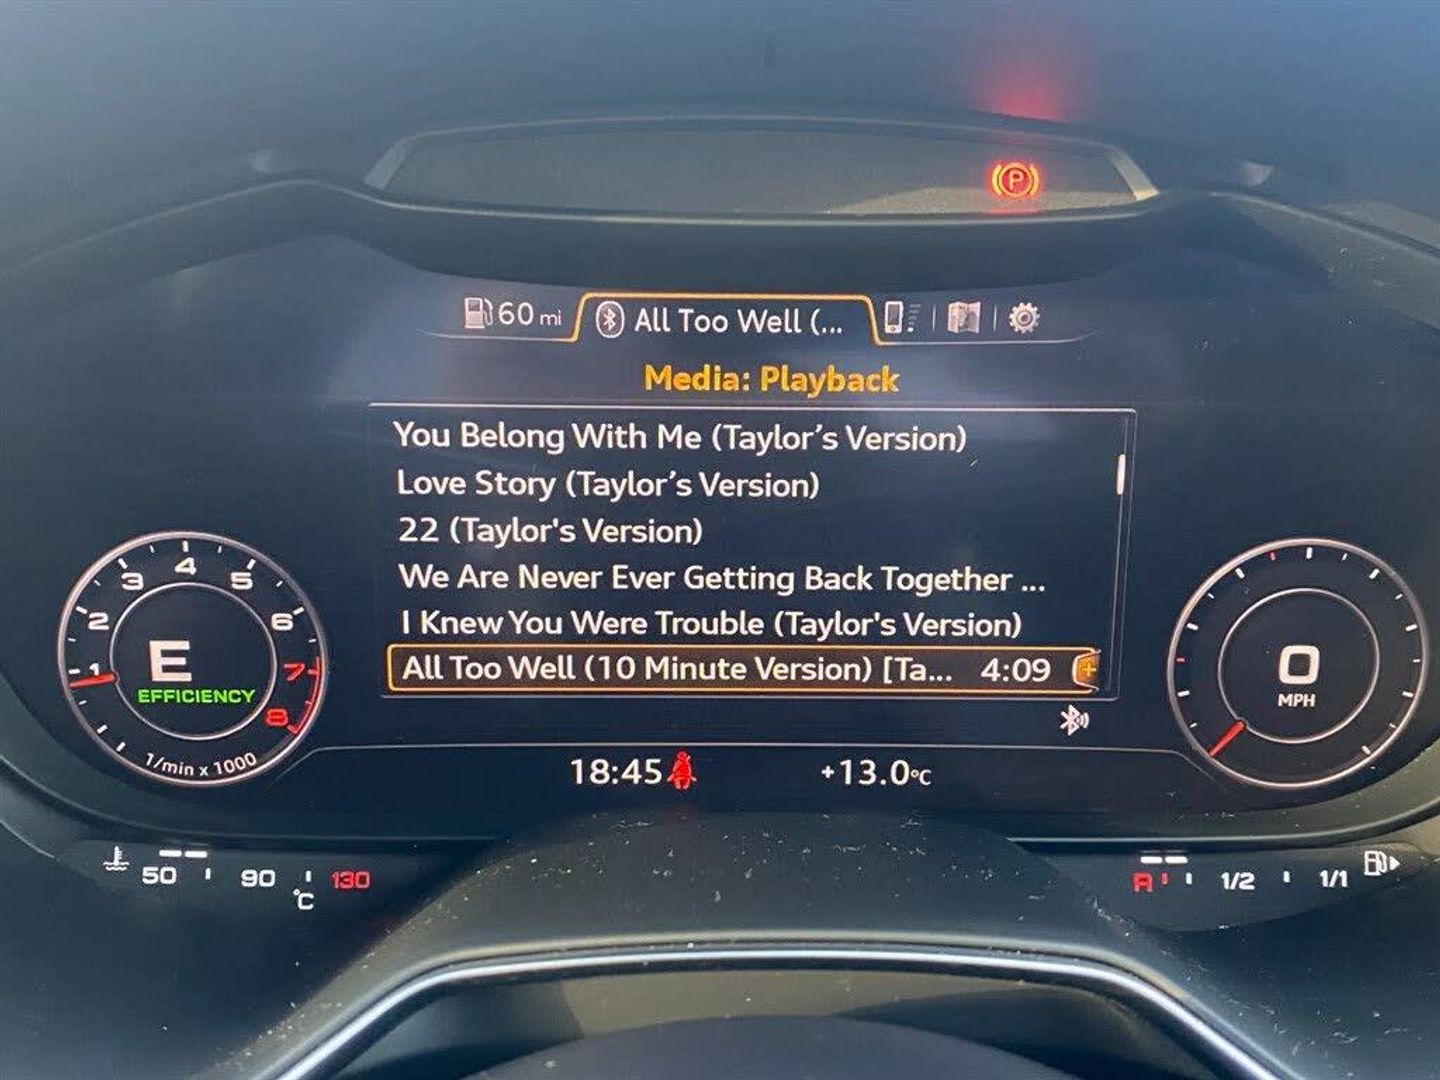 P
60 mi
All Too Well (...
Media: Playback
You Belong With Me (Taylor’s Version)
Love Story (Taylor’s Version)
22 (Taylor's Version)
We Are Never Ever Getting Back Together ...
I Knew You Were Trouble (Taylor's Version)
All Too Well (10 Minute Version) [Ta... 4:09
1 2 3 4 5 6 7 8
E
EFFICIENCY
1/min x 1000
0
MPH
18:45
+13.0°C
50 90 130
°C
R 1/2 1/1